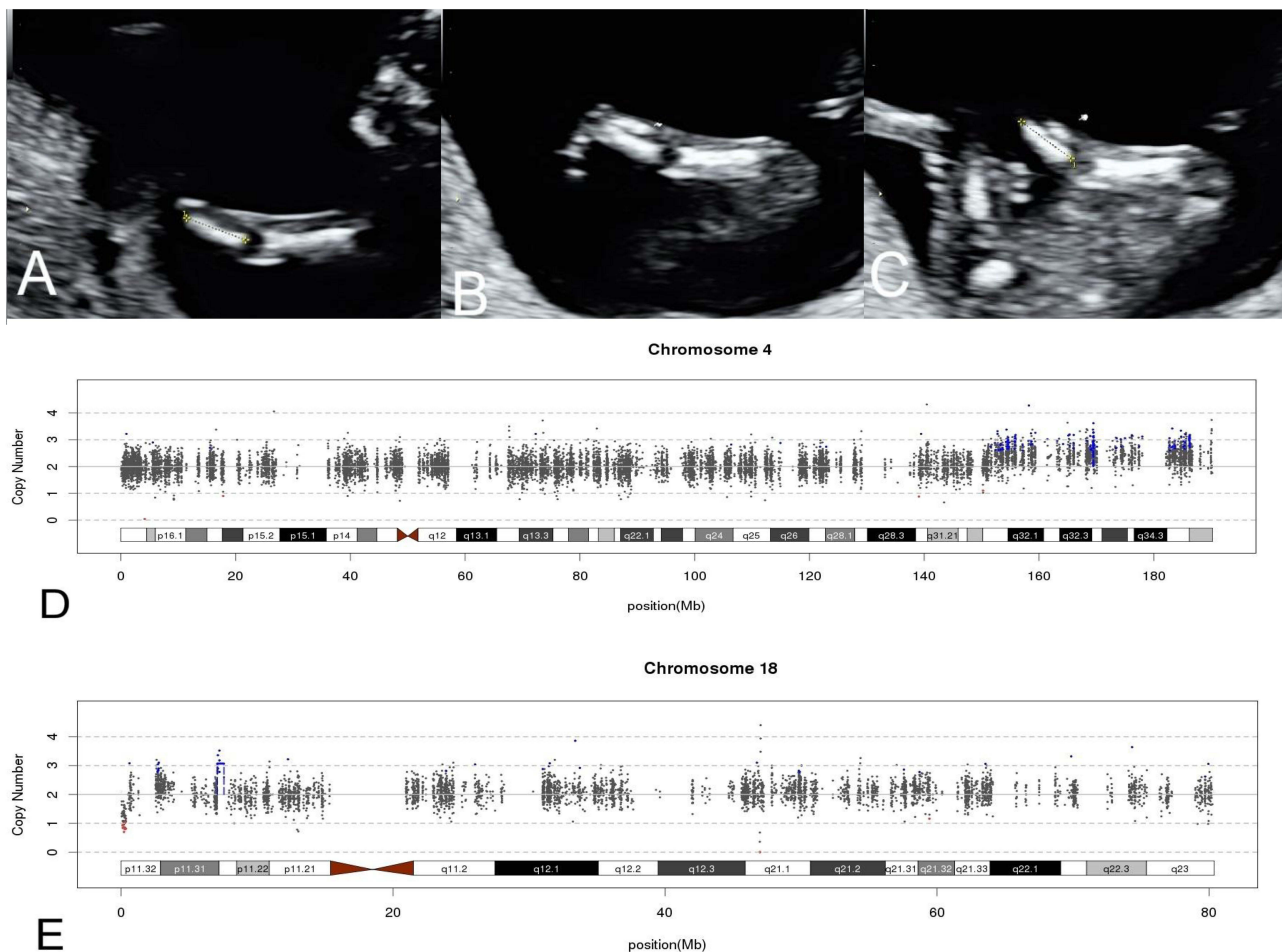 A
B
C
Chromosome 4
Copy Number
4
3
2
1
0
p16.1 p15.2 p15.1 p14 q12 q13.1 q13.3 q22.1 q24 q25 q26 q28.1 q28.3 q31.21 q32.1 q32.3 q34.3
0 20 40 60 80 100 120 140 160 180
position(Mb)
D
Chromosome 18
Copy Number
4
3
2
1
0
p11.32 p11.31 p11.22 p11.21 q11.2 q12.1 q12.2 q12.3 q21.1 q21.2 q21.31 q21.32 q21.33 q22.1 q22.3 q23
0 20 40 60 80
position(Mb)
E